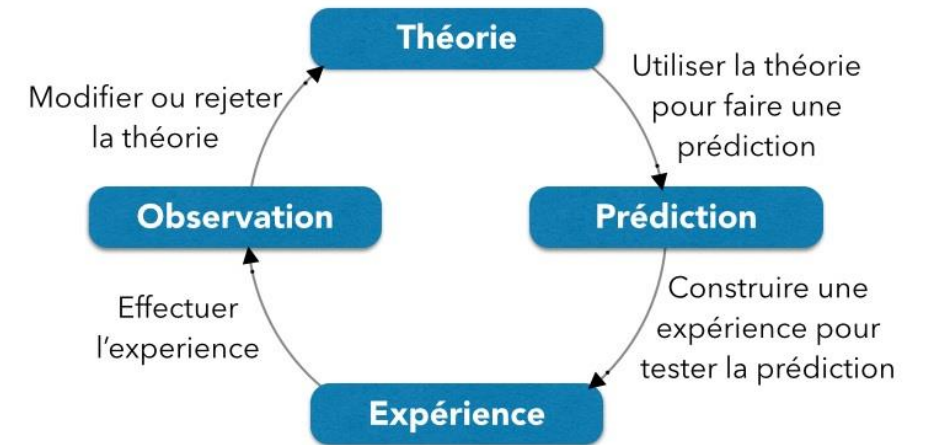 Théorie
Utiliser la théorie
pour faire une
prédiction
Modifier ou rejeter
la théorie
Observation
Prédiction
Construire une
expérience pour
tester la prédiction
Effectuer
l'experience
Expérience